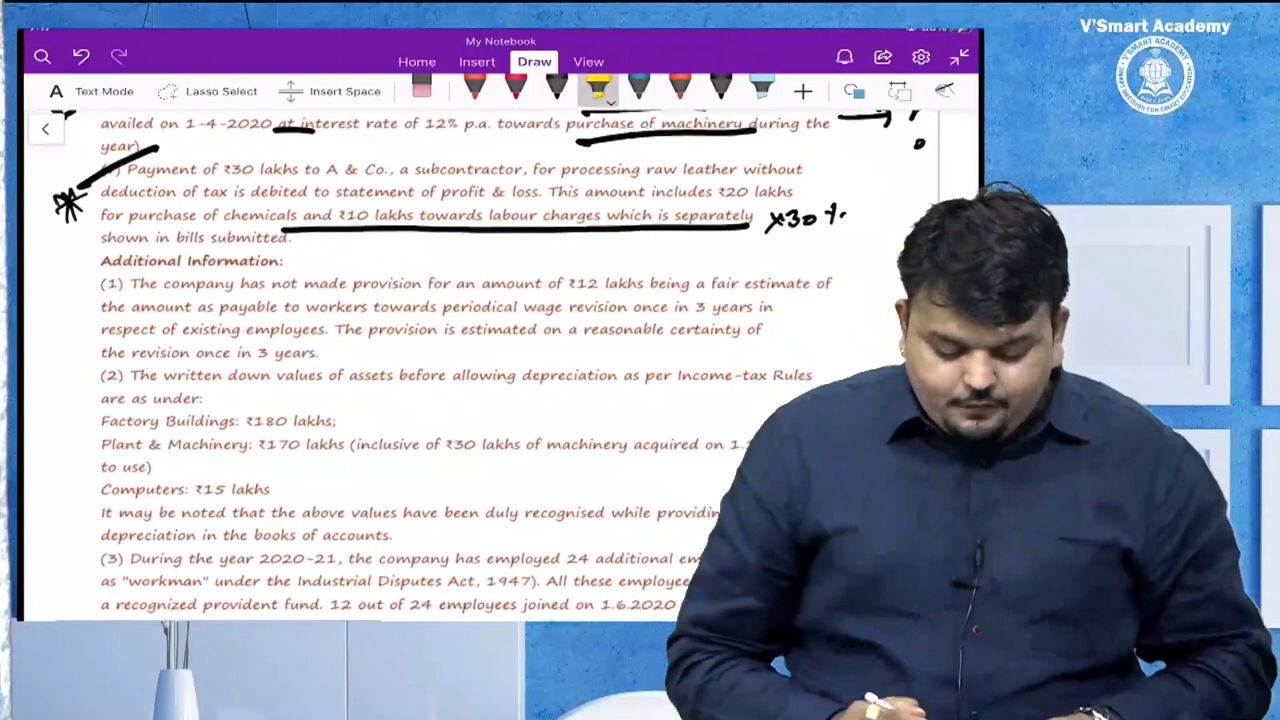 V'Smart Academy
My Notebook
Home Insert Draw View
A Text Mode Lasso Select Insert Space
availed on 1-4-2020 at interest rate of 12% p.a. towards purchase of machinery during the
year)
Payment of ₹30 lakhs to A & Co., a subcontractor, for processing raw leather without
deduction of tax is debited to statement of profit & loss. This amount includes ₹20 lakhs
for purchase of chemicals and ₹10 lakhs towards labour charges which is separately ×30%
shown in bills submitted.
Additional Information:
(1) The company has not made provision for an amount of ₹12 lakhs being a fair estimate of
the amount as payable to workers towards periodical wage revision once in 3 years in
respect of existing employees. The provision is estimated on a reasonable certainty of
the revision once in 3 years.
(2) The written down values of assets before allowing depreciation as per Income-tax Rules
are as under:
Factory Buildings: ₹180 lakhs;
Plant & Machinery: ₹170 lakhs (inclusive of ₹30 lakhs of machinery acquired on
to use)
Computers: ₹15 lakhs
It may be noted that the above values have been duly recognised while
depreciation in the books of accounts.
(3) During the year 2020-21, the company has employed 24 additional
as "workman" under the Industrial Disputes Act, 1947). All these
a recognized provident fund. 12 out of 24 employees joined on 1.6.2020